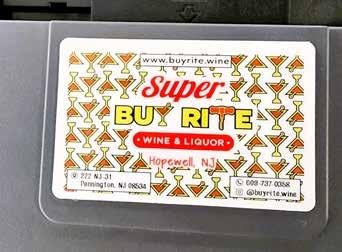 www.buyrite.wine
Super
BUY RITE
• WINE & LIQUOR •
Hopewell, NJ
222 NJ-31
Pennington, NJ 08534
609-737-0358
@buyrite.wine